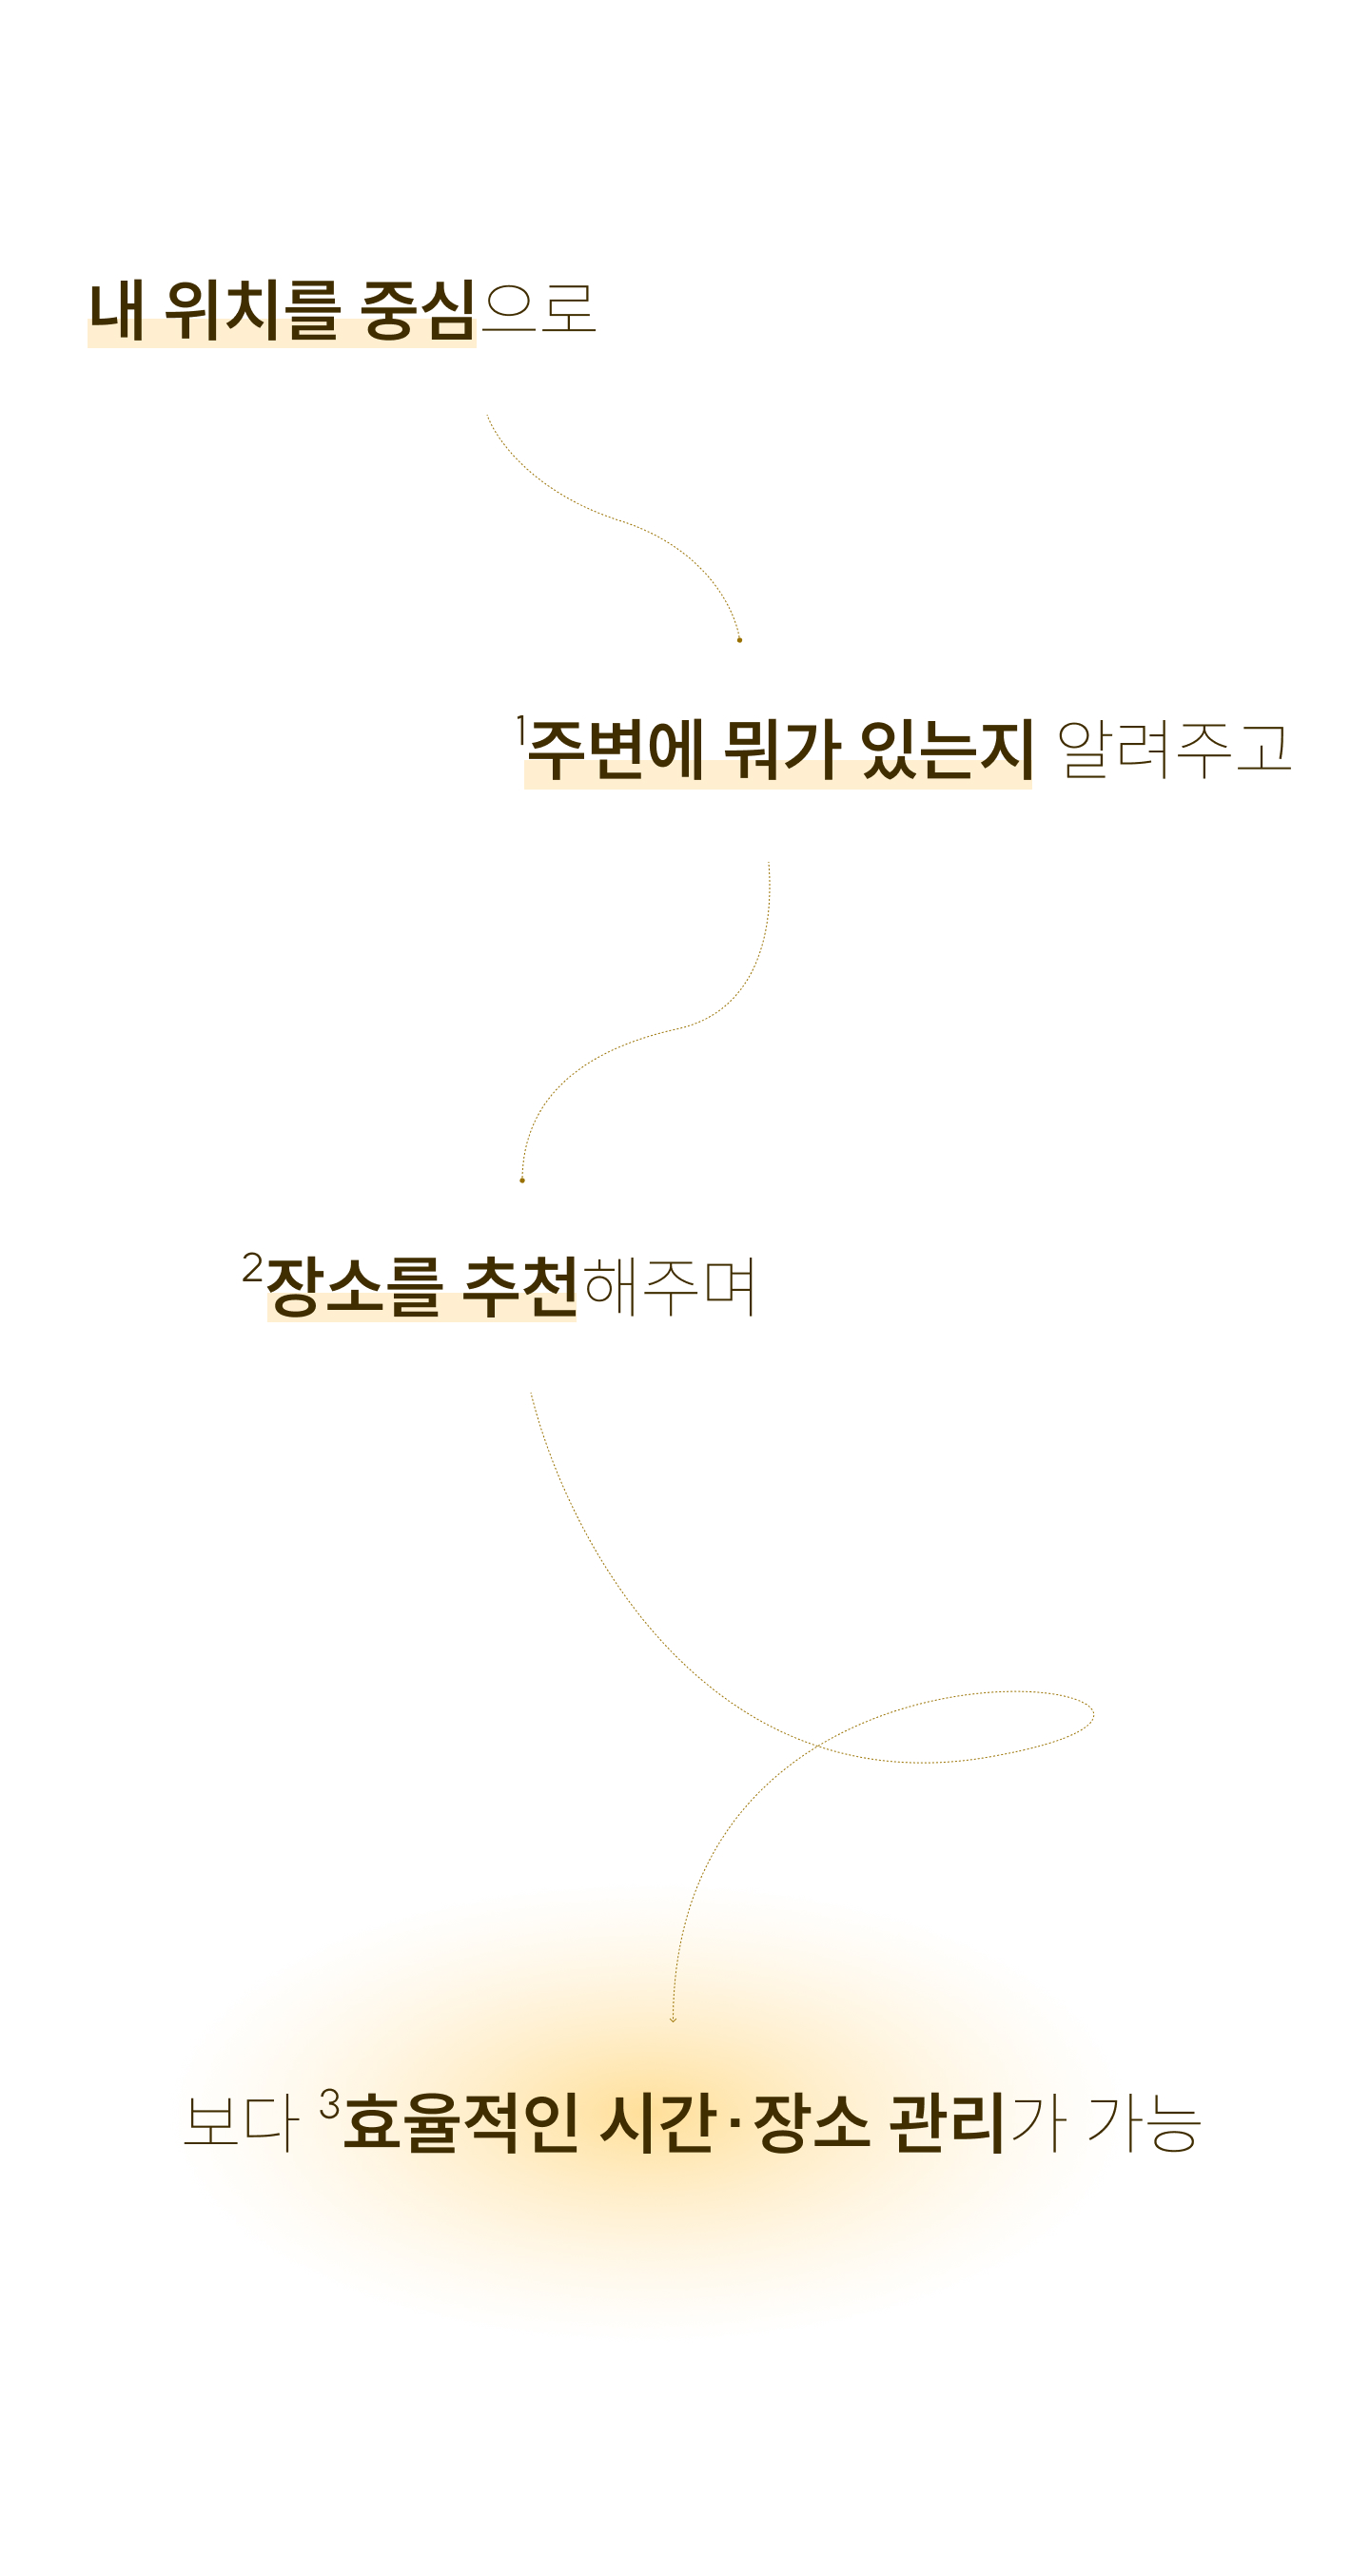 내 위치를 중심으로
¹주변에 뭐가 있는지 알려주고
²장소를 추천해주며
보다 ³효율적인 시간·장소 관리가 가능